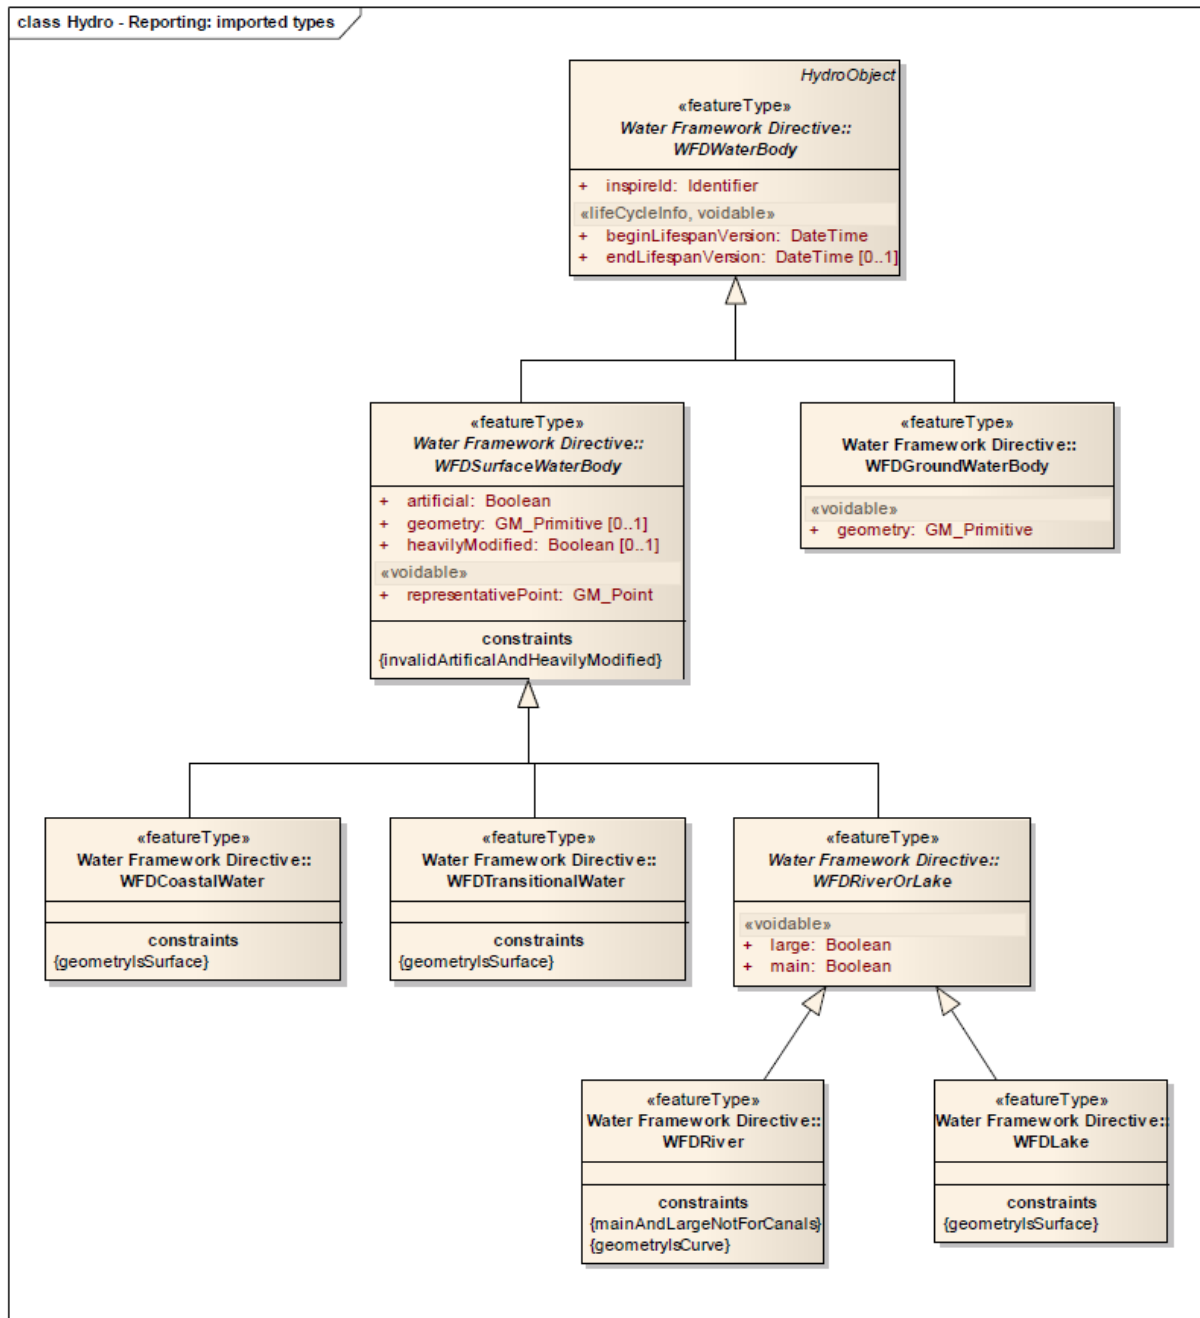 class Hydro - Reporting: imported types
HydroObject
«featureType»
Water Framework Directive::
WFDWaterBody
+ inspireId: Identifier
«lifeCycleInfo, voidable»
+ beginLifespanVersion: DateTime
+ endLifespanVersion: DateTime [0..1]
«featureType»
Water Framework Directive::
WFDSurfaceWaterBody
+ artificial: Boolean
+ geometry: GM_Primitive [0..1]
+ heavilyModified: Boolean [0..1]
«voidable»
+ representativePoint: GM_Point
constraints
{invalidArtificalAndHeavilyModified}
«featureType»
Water Framework Directive::
WFDGroundWaterBody
«voidable»
+ geometry: GM_Primitive
«featureType»
Water Framework Directive::
WFDCoastalWater
constraints
{geometryIsSurface}
«featureType»
Water Framework Directive::
WFDTransitionalWater
constraints
{geometryIsSurface}
«featureType»
Water Framework Directive::
WFDRiverOrLake
«voidable»
+ large: Boolean
+ main: Boolean
«featureType»
Water Framework Directive::
WFDRiver
constraints
{mainAndLargeNotForCanals}
{geometryIsCurve}
«featureType»
Water Framework Directive::
WFDLake
constraints
{geometryIsSurface}